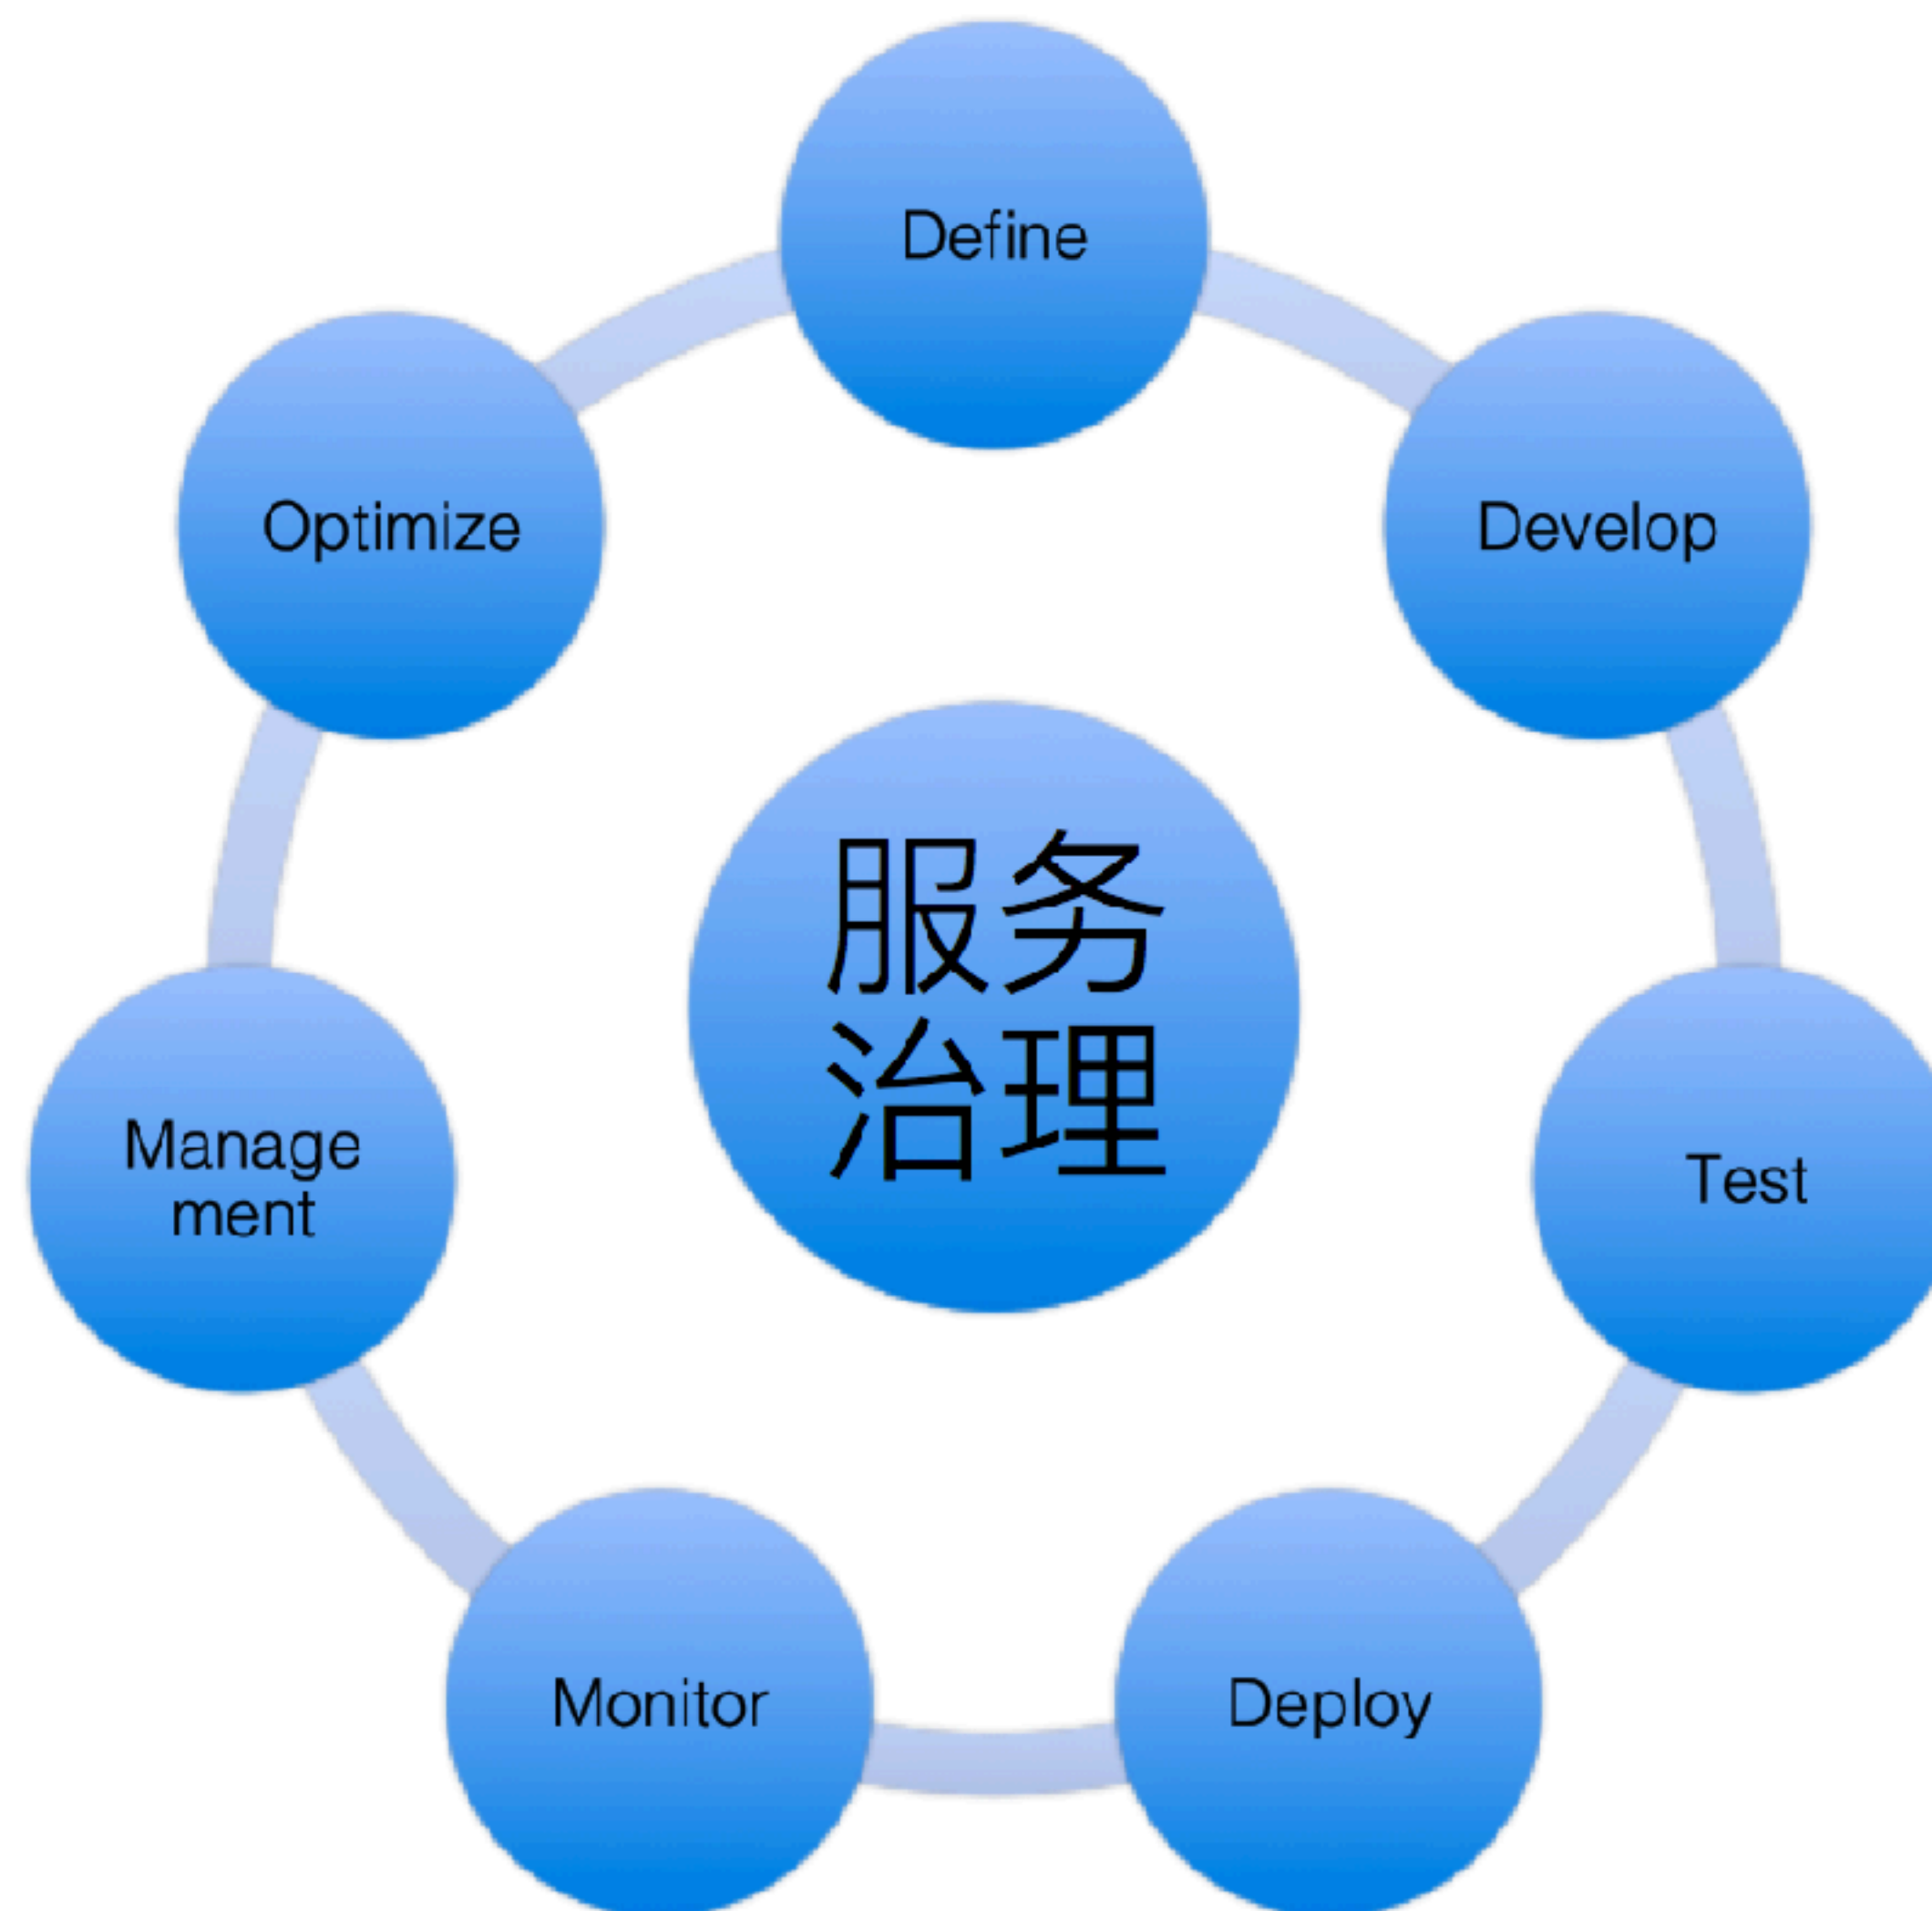 Define
Develop
Test
Deploy
Monitor
Manage
ment
Optimize
服务
治理